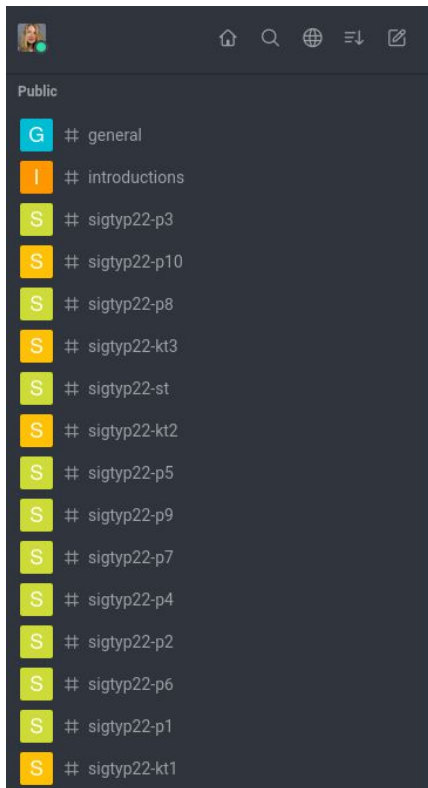 Public
G # general
I # introductions
S # sigtyp22-p3
S # sigtyp22-p10
S # sigtyp22-p8
S # sigtyp22-kt3
S # sigtyp22-st
S # sigtyp22-kt2
S # sigtyp22-p5
S # sigtyp22-p9
S # sigtyp22-p7
S # sigtyp22-p4
S # sigtyp22-p2
S # sigtyp22-p6
S # sigtyp22-p1
S # sigtyp22-kt1